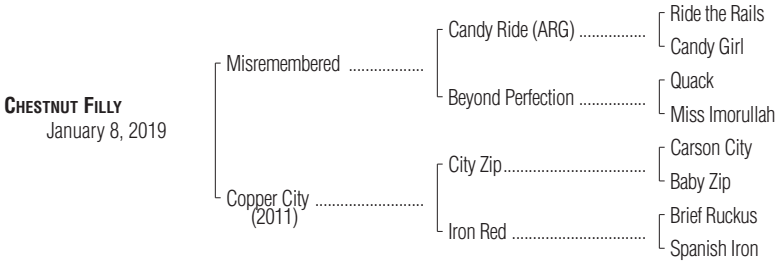 Ride the Rails
Candy Ride (ARG) ................
Candy Girl
Misremembered ..................
Quack
Beyond Perfection ................
Miss Imorullah
CHESTNUT FILLY
January 8, 2019
Carson City
City Zip..................................
Baby Zip
Copper City ..........................
(2011)
Brief Ruckus
Iron Red ................................
Spanish Iron